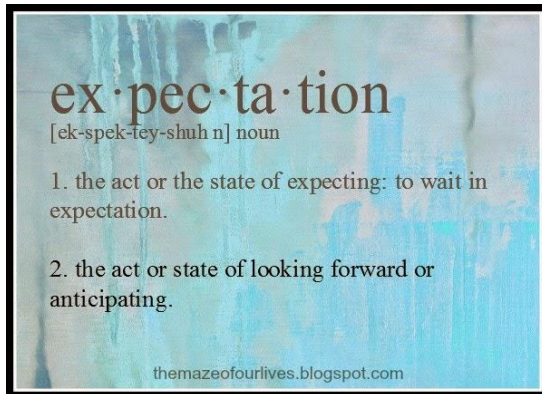 ex·pec·ta·tion
[ek-spek-tey-shuh n] noun
1. the act or the state of expecting: to wait in
expectation.
2. the act or state of looking forward or
anticipating.
themazeofourlives.blogspot.com